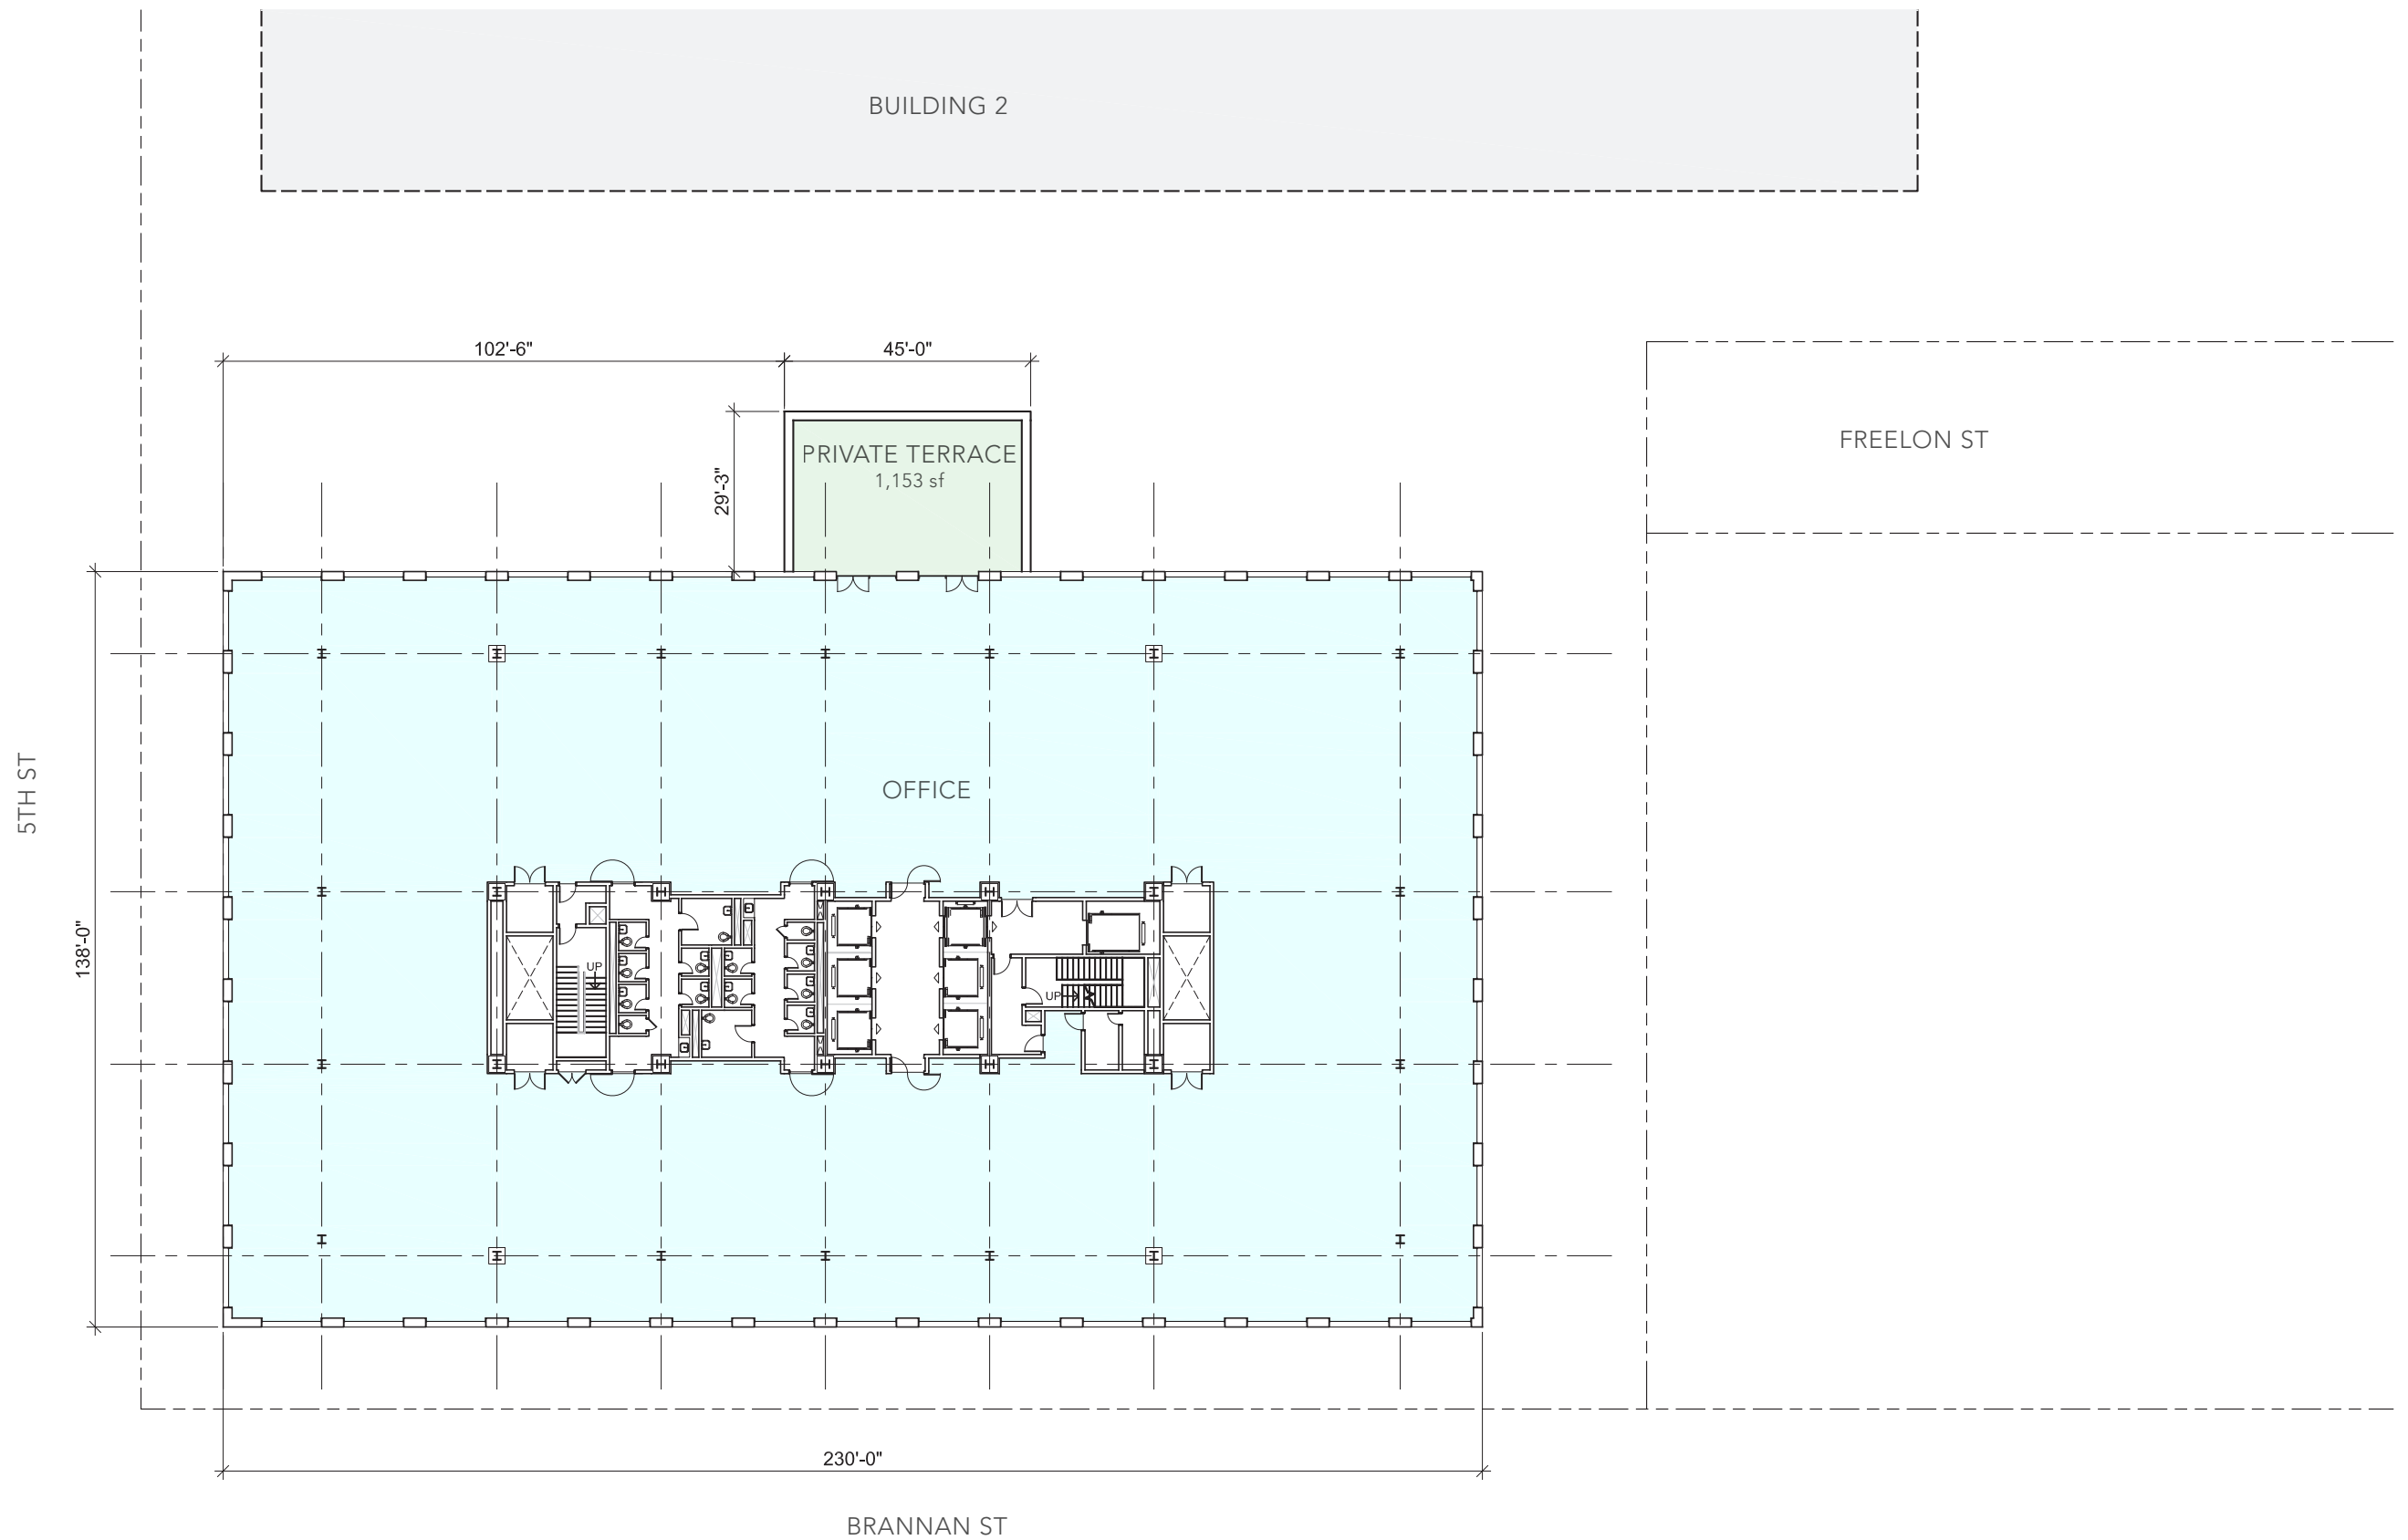 BUILDING 2
102'-6"
45'-0"
FREELON ST
PRIVATE TERRACE
1,153 sf
29'-3"
5TH ST
OFFICE
138'-0"
UP
UP
230'-0"
BRANNAN ST